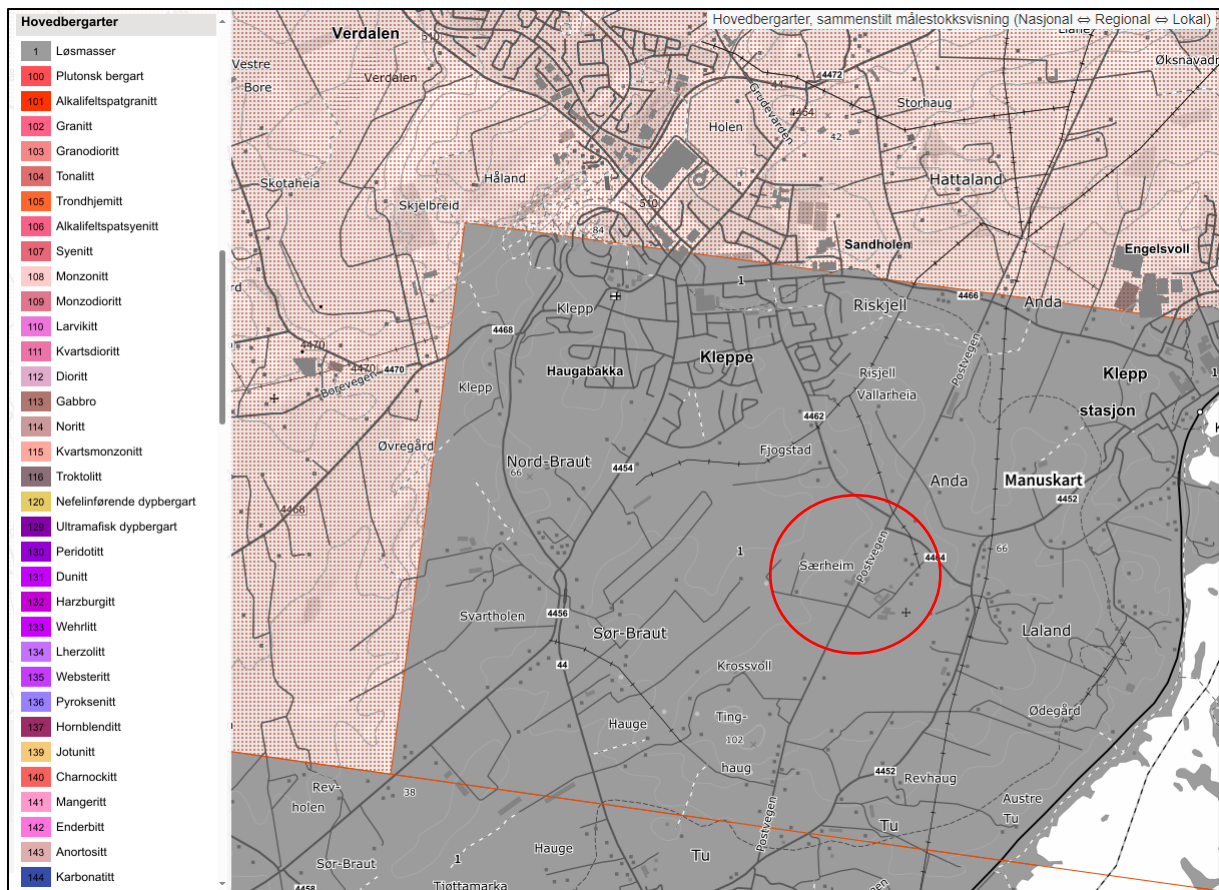 Hovedbergarter
1 Løsmasser
100 Plutonsk bergart
101 Alkalifeltspatgranitt
102 Granitt
103 Granodioritt
104 Tonalitt
105 Trondhjemitt
106 Alkalifeltspatsyenitt
107 Syenitt
108 Monzonitt
109 Monzodioritt
110 Larvikitt
111 Kvartsdioritt
112 Dioritt
113 Gabbro
114 Noritt
115 Kvartsmonzonitt
116 Troktolitt
120 Nefelinførende dypbergart
129 Ultramafisk dypbergart
130 Peridotitt
131 Dunitt
132 Harzburgitt
133 Wehrlitt
134 Lherzolitt
135 Websteritt
136 Pyroksenitt
137 Hornblenditt
139 Jotunitt
140 Charnockitt
141 Mangeritt
142 Enderbitt
143 Anortositt
144 Karbonatitt
Hovedbergarter, sammenstilt målestokksvisning (Nasjonal ⇔ Regional ⇔ Lokal)
Verdalen
510
Vestre
Bore
Verdalen
4472
44
4464
Øksnavadn
Grudevarden
Storhaug
Holen
42
Skotaheia
Håland
Hattaland
Skjelbreid
510
84
Sandholen
Engelsvoll
1
4466
Klepp
Riskjell
Anda
4468
4470
4470
4470
Borevegen
Kleppe
Haugabakka
Postvegen
Klepp
stasjon
Klepp
Risjell
Vallarheia
4462
Øvregård
Fjogstad
Nord-Braut
66
4454
Anda
Manuskart
4452
4468
1
Særheim
Postvegen
4464
66
Svartholen
4456
Sør-Braut
Laland
44
Krossvoll
Hauge
Ting-
102
haug
Ødegård
4452
Revhaug
Rev-
holen
38
Austre
Tu
Postvegen
Tu
Hauge
Tu
Sør-Braut
1
Tjøttamarka
4458